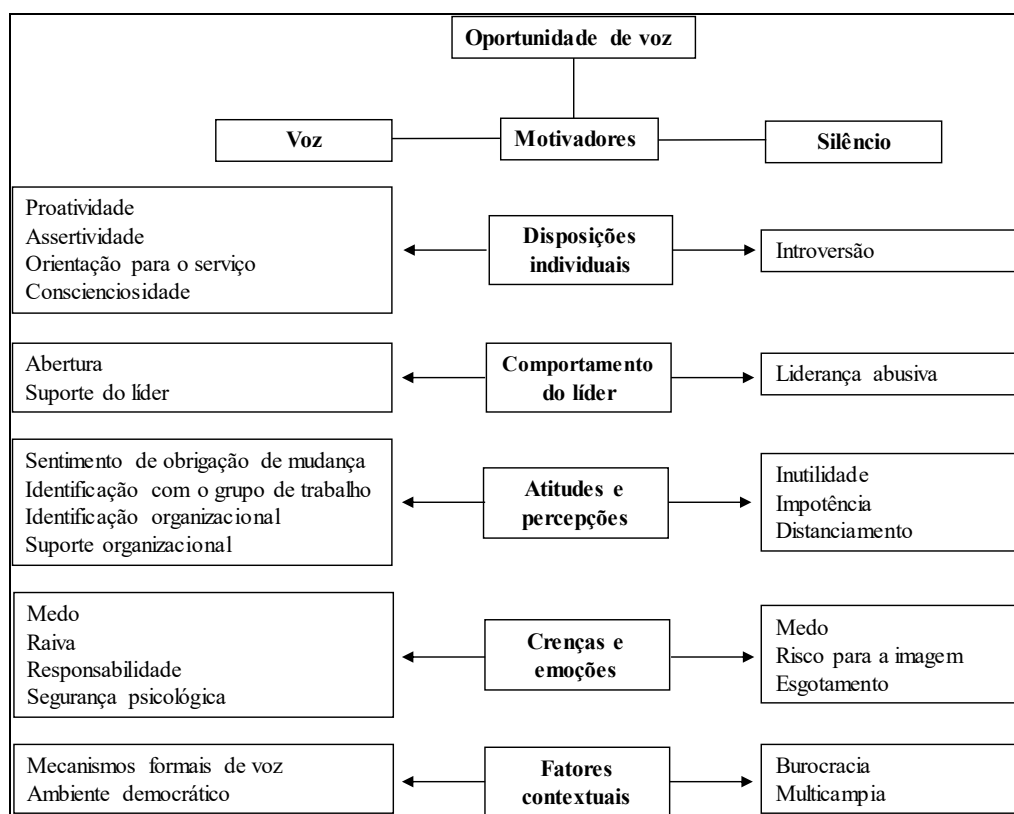 Oportunidade de voz
Voz
Motivadores
Silêncio
Proatividade
Assertividade
Orientação para o serviço
Conscienciosidade
Disposições
individuais
Introversão
Abertura
Suporte do líder
Comportamento
do líder
Liderança abusiva
Sentimento de obrigação de mudança
Identificação com o grupo de trabalho
Identificação organizacional
Suporte organizacional
Atitudes e
percepções
Inutilidade
Impotência
Distanciamento
Medo
Raiva
Responsabilidade
Segurança psicológica
Crenças e
emoções
Medo
Risco para a imagem
Esgotamento
Mecanismos formais de voz
Ambiente democrático
Fatores
contextuais
Burocracia
Multicampia